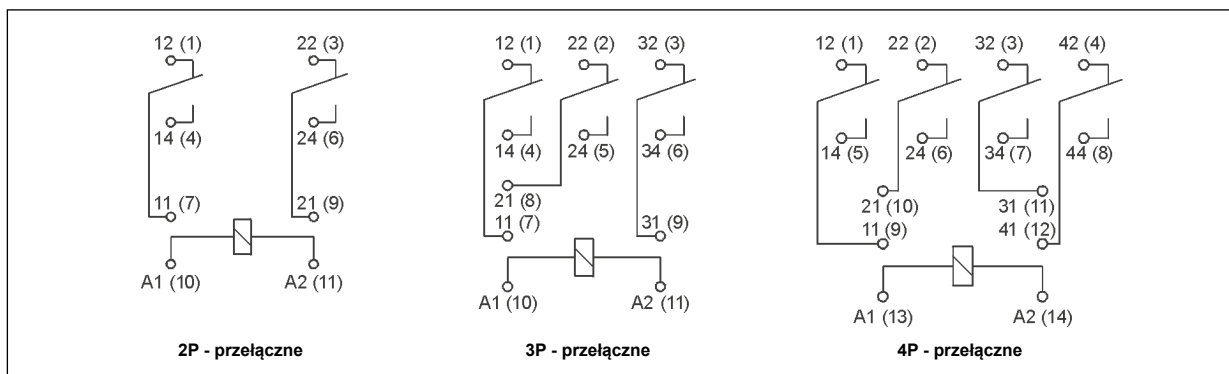 12 (1) 22 (3)
14 (4) 24 (6)
11 (7) 21 (9)
A1 (10) A2 (11)
2P - przełączne
12 (1) 22 (2) 32 (3)
14 (4) 24 (5) 34 (6)
21 (8)
11 (7) 31 (9)
A1 (10) A2 (11)
3P - przełączne
12 (1) 22 (2) 32 (3) 42 (4)
14 (5) 24 (6) 34 (7) 44 (8)
21 (10) 31 (11)
11 (9) 41 (12)
A1 (13) A2 (14)
4P - przełączne